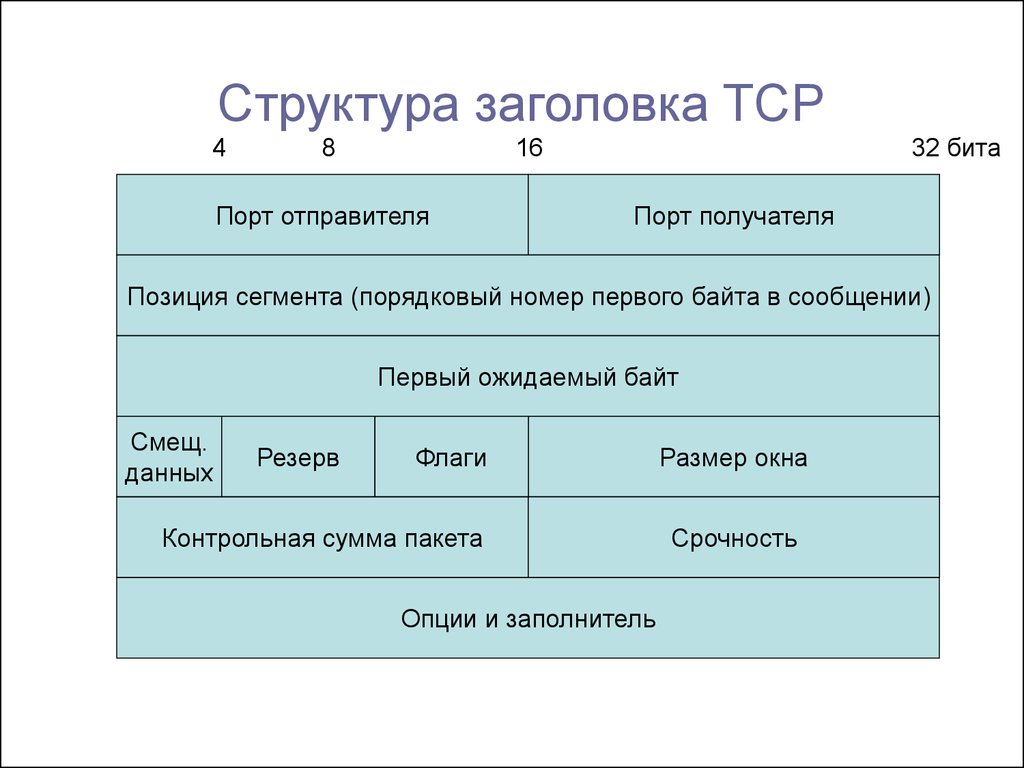 Структура заголовка TCP
4 8 16 32 бита
Порт отправителя Порт получателя
Позиция сегмента (порядковый номер первого байта в сообщении)
Первый ожидаемый байт
Смещ.
данных
Резерв Флаги Размер окна
Контрольная сумма пакета Срочность
Опции и заполнитель